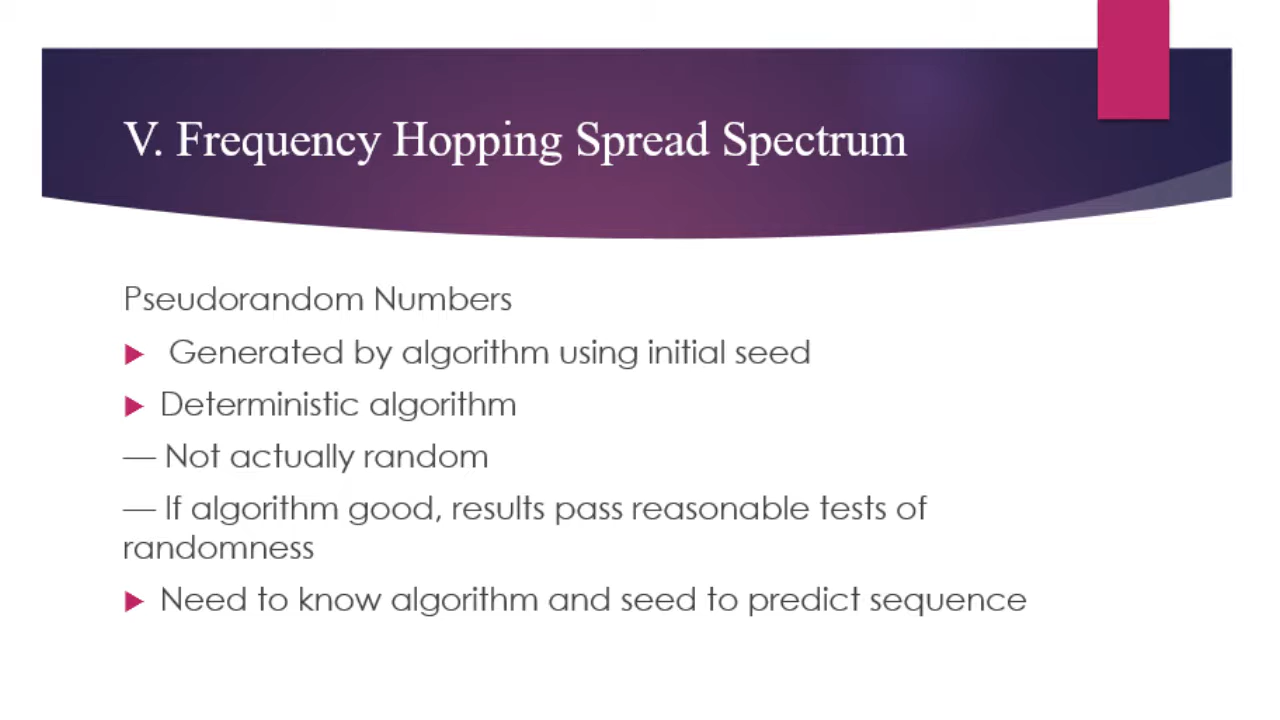 V. Frequency Hopping Spread Spectrum
Pseudorandom Numbers
Generated by algorithm using initial seed
Deterministic algorithm
— Not actually random
— If algorithm good, results pass reasonable tests of
randomness
Need to know algorithm and seed to predict sequence